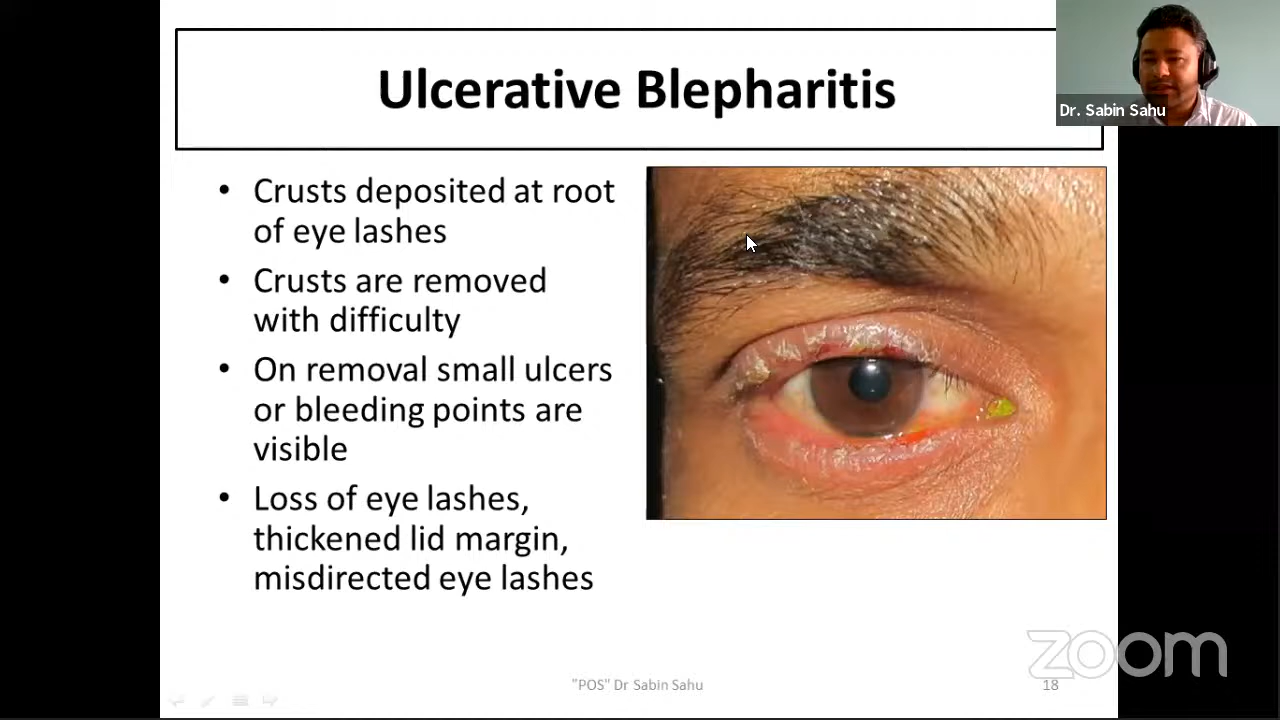 Ulcerative Blepharitis
Dr. Sabin Sahu
• Crusts deposited at root
of eye lashes
• Crusts are removed
with difficulty
• On removal small ulcers
or bleeding points are
visible
• Loss of eye lashes,
thickened lid margin,
misdirected eye lashes
zoom
"POS" Dr Sabin Sahu
18